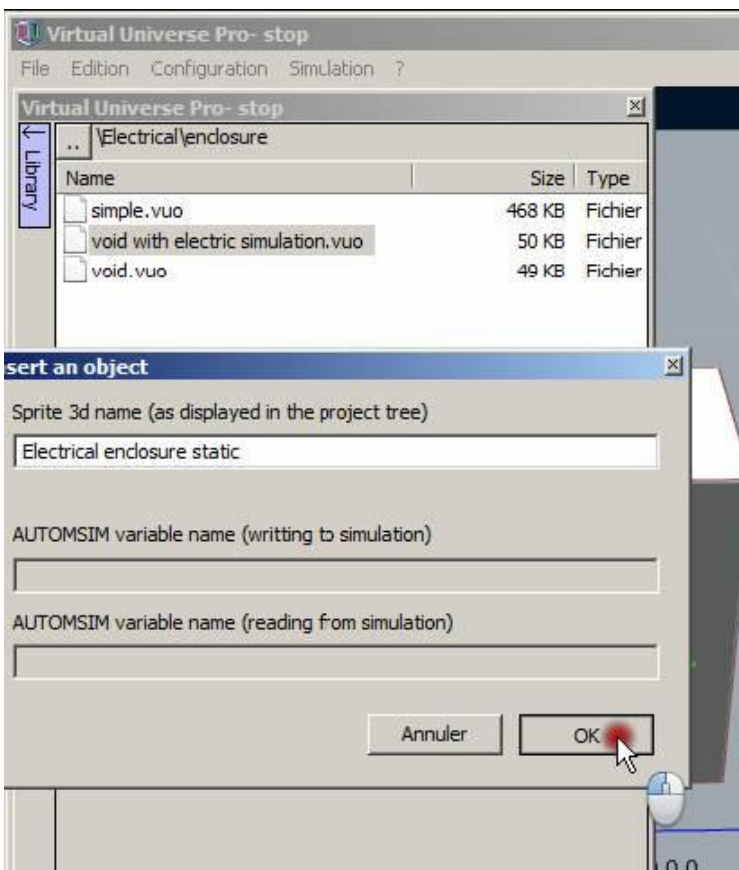 Virtual Universe Pro- stop
File Edition Configuration Simulation ?
Virtual Universe Pro- stop
Library
.. \Electrical\enclosure
Name Size Type
simple.vuo 468 KB Fichier
void with electric simulation.vuo 50 KB Fichier
void.vuo 49 KB Fichier
sert an object
Sprite 3d name (as displayed in the project tree)
Electrical enclosure static
AUTOMSIM variable name (writting to simulation)
AUTOMSIM variable name (reading from simulation)
Annuler OK